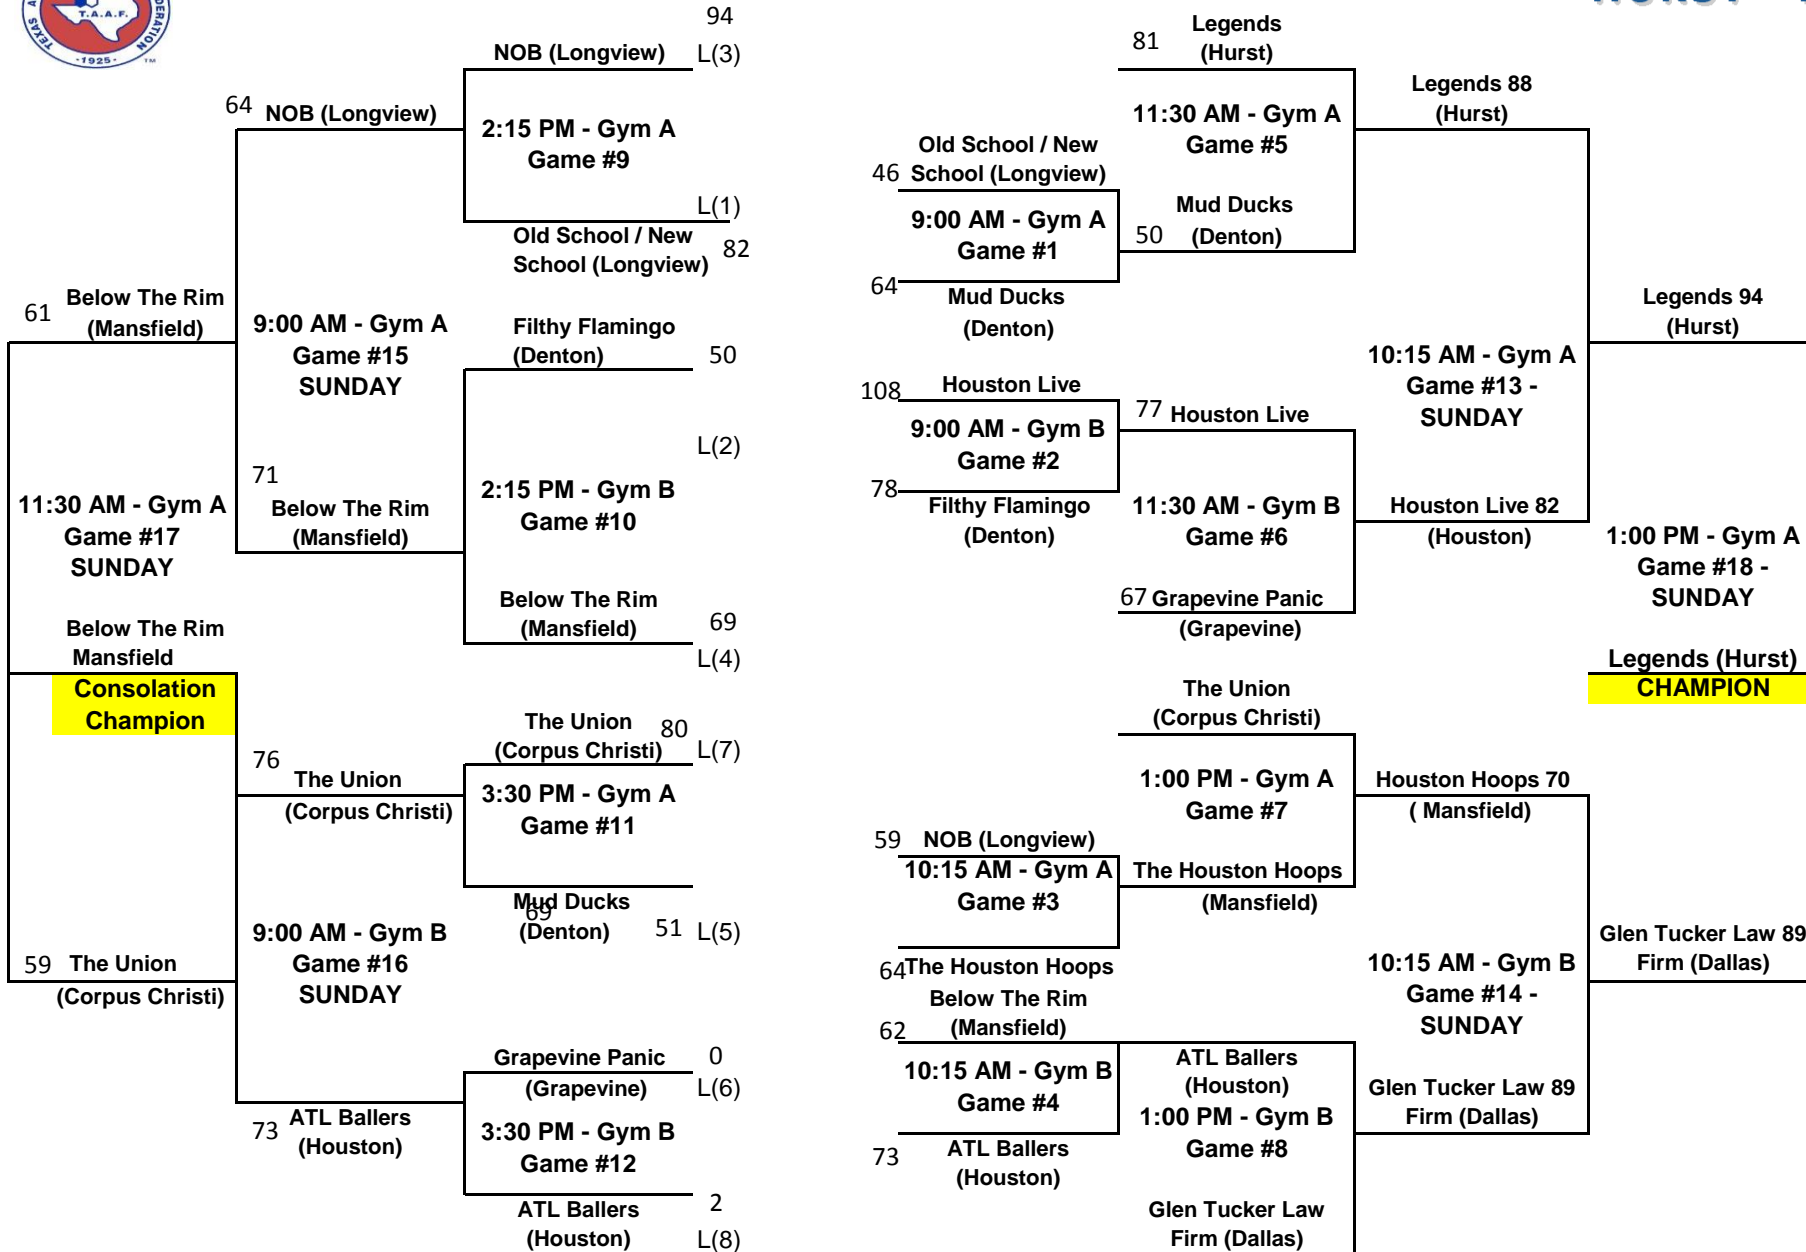 TEXAS A
T.A.A.F.
DERATION
·1925·
TM
94
NOB (Longview)
L(3)
64
NOB (Longview)
2:15 PM - Gym A
Game #9
L(1)
Old School / New
School (Longview)
82
61
Below The Rim
(Mansfield)
9:00 AM - Gym A
Game #15
SUNDAY
Filthy Flamingo
(Denton)
50
L(2)
71
Below The Rim
(Mansfield)
2:15 PM - Gym B
Game #10
11:30 AM - Gym A
Game #17
SUNDAY
Below The Rim
(Mansfield)
69
L(4)
Below The Rim
Mansfield
Consolation
Champion
The Union
(Corpus Christi)
80
L(7)
76
The Union
(Corpus Christi)
3:30 PM - Gym A
Game #11
Mud Ducks
69
(Denton)
51
L(5)
9:00 AM - Gym B
Game #16
SUNDAY
59
The Union
(Corpus Christi)
Grapevine Panic
(Grapevine)
0
L(6)
73
ATL Ballers
(Houston)
3:30 PM - Gym B
Game #12
ATL Ballers
(Houston)
2
L(8)
81
Legends
(Hurst)
Legends 88
(Hurst)
11:30 AM - Gym A
Game #5
Old School / New
46 School (Longview)
9:00 AM - Gym A
Game #1
Mud Ducks
50
(Denton)
64
Mud Ducks
(Denton)
Legends 94
(Hurst)
10:15 AM - Gym A
Game #13 -
SUNDAY
108
Houston Live
9:00 AM - Gym B
Game #2
77
Houston Live
78
Filthy Flamingo
(Denton)
11:30 AM - Gym B
Game #6
Houston Live 82
(Houston)
67
Grapevine Panic
(Grapevine)
1:00 PM - Gym A
Game #18 -
SUNDAY
Legends (Hurst)
CHAMPION
The Union
(Corpus Christi)
1:00 PM - Gym A
Game #7
Houston Hoops 70
( Mansfield)
59
NOB (Longview)
10:15 AM - Gym A
Game #3
The Houston Hoops
(Mansfield)
64
The Houston Hoops
Below The Rim
(Mansfield)
62
10:15 AM - Gym B
Game #14 -
SUNDAY
Glen Tucker Law 89
Firm (Dallas)
10:15 AM - Gym B
Game #4
ATL Ballers
(Houston)
1:00 PM - Gym B
Game #8
Glen Tucker Law 89
Firm (Dallas)
73
ATL Ballers
(Houston)
Glen Tucker Law
Firm (Dallas)